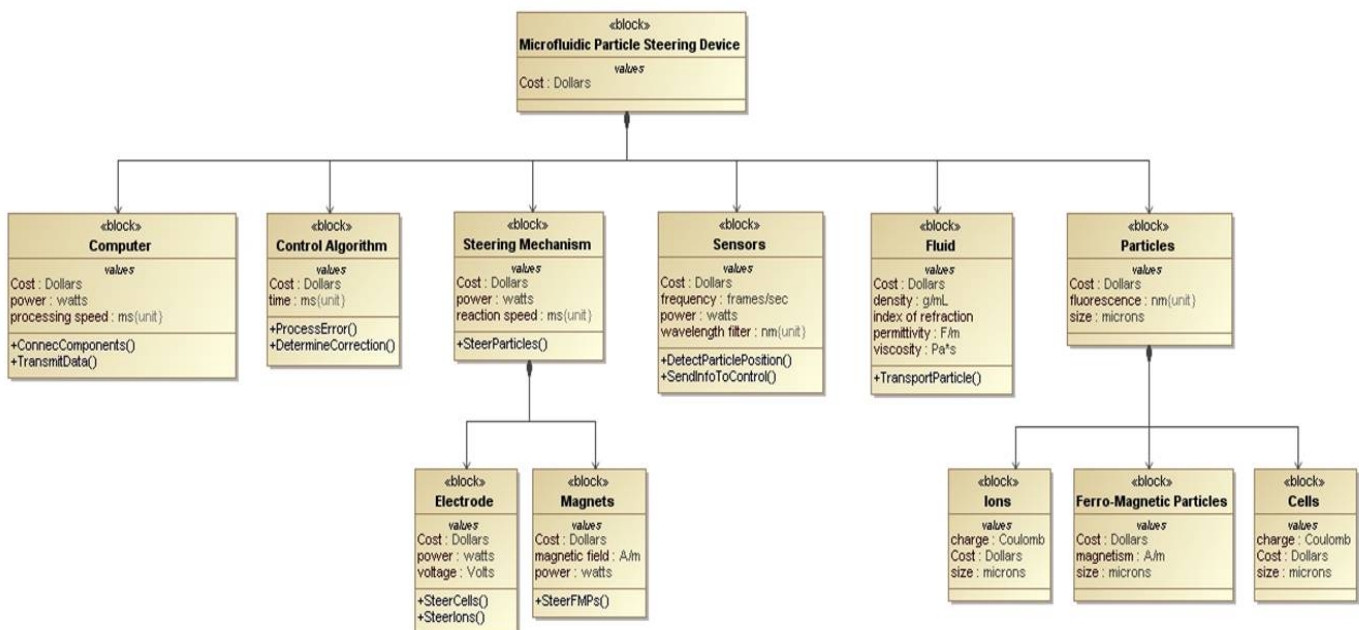 «block»
Microfluidic Particle Steering Device
values
Cost : Dollars
«block»
Computer
values
Cost : Dollars
power : watts
processing speed : ms{unit}
+ConnecComponents()
+TransmitData()
«block»
Control Algorithm
values
Cost : Dollars
time : ms{unit}
+ProcessError()
+DetermineCorrection()
«block»
Steering Mechanism
values
Cost : Dollars
power : watts
reaction speed : ms{unit}
+SteerParticles()
«block»
Sensors
values
Cost : Dollars
frequency : frames/sec
power : watts
wavelength filter : nm{unit}
+DetectParticlePosition()
+SendInfoToControl()
«block»
Fluid
values
Cost : Dollars
density : g/mL
index of refraction
permittivity : F/m
viscosity : Pa*s
+TransportParticle()
«block»
Particles
values
Cost : Dollars
fluorescence : nm{unit}
size : microns
«block»
Electrode
values
Cost : Dollars
power : watts
voltage : Volts
+SteerCells()
+SteerIons()
«block»
Magnets
values
Cost : Dollars
magnetic field : A/m
power : watts
+SteerFMPs()
«block»
Ions
values
charge : Coulomb
Cost : Dollars
size : microns
«block»
Ferro-Magnetic Particles
values
Cost : Dollars
magnetism : A/m
size : microns
«block»
Cells
values
charge : Coulomb
Cost : Dollars
size : microns